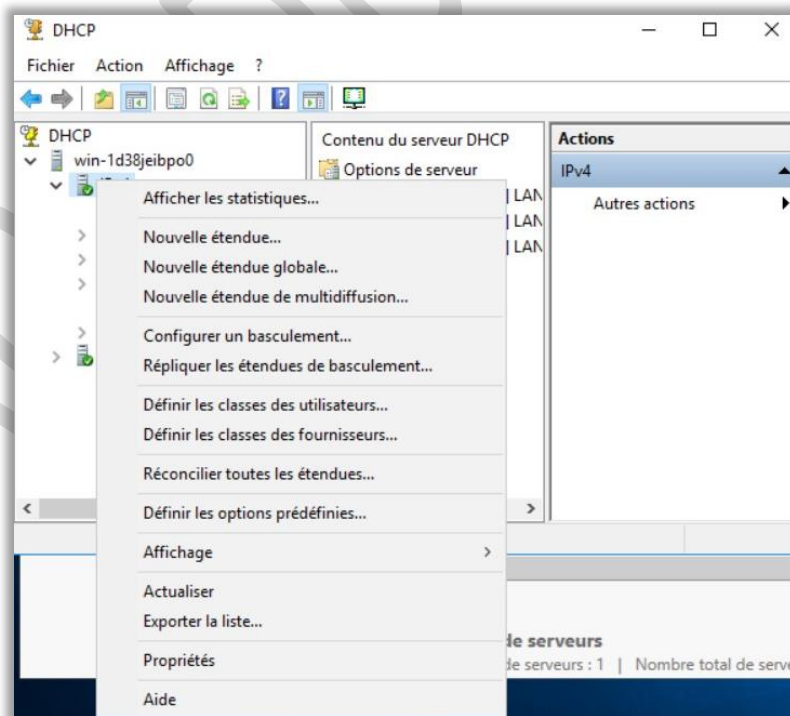 DHCP
Fichier Action Affichage ?
DHCP
win-1d38jeibpo0
Contenu du serveur DHCP
Options de serveur
LAN
LAN
LAN
Actions
IPv4
Autres actions
Afficher les statistiques...
Nouvelle étendue...
Nouvelle étendue globale...
Nouvelle étendue de multidiffusion...
Configurer un basculement...
Répliquer les étendues de basculement...
Définir les classes des utilisateurs...
Définir les classes des fournisseurs...
Réconcilier toutes les étendues...
Définir les options prédéfinies...
Affichage
Actualiser
Exporter la liste...
Propriétés
Aide
de serveurs
de serveurs : 1 | Nombre total de serve